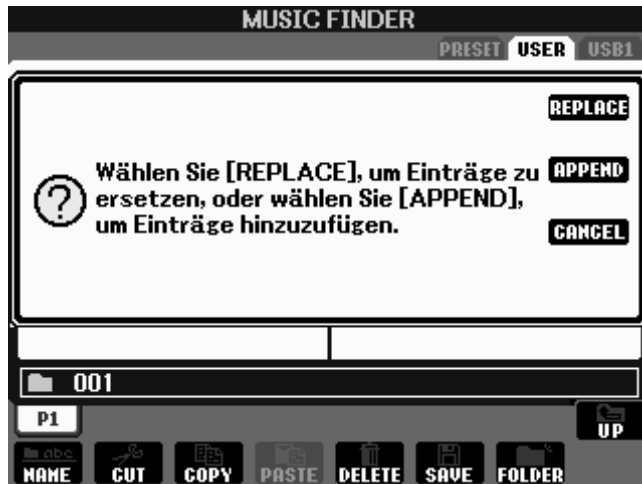 MUSIC FINDER
PRESET USER USB1
REPLACE
Wählen Sie [REPLACE], um Einträge zu
ersetzen, oder wählen Sie [APPEND],
um Einträge hinzuzufügen.
APPEND
CANCEL
001
P1
UP
abc
NAME CUT COPY PASTE DELETE SAVE FOLDER